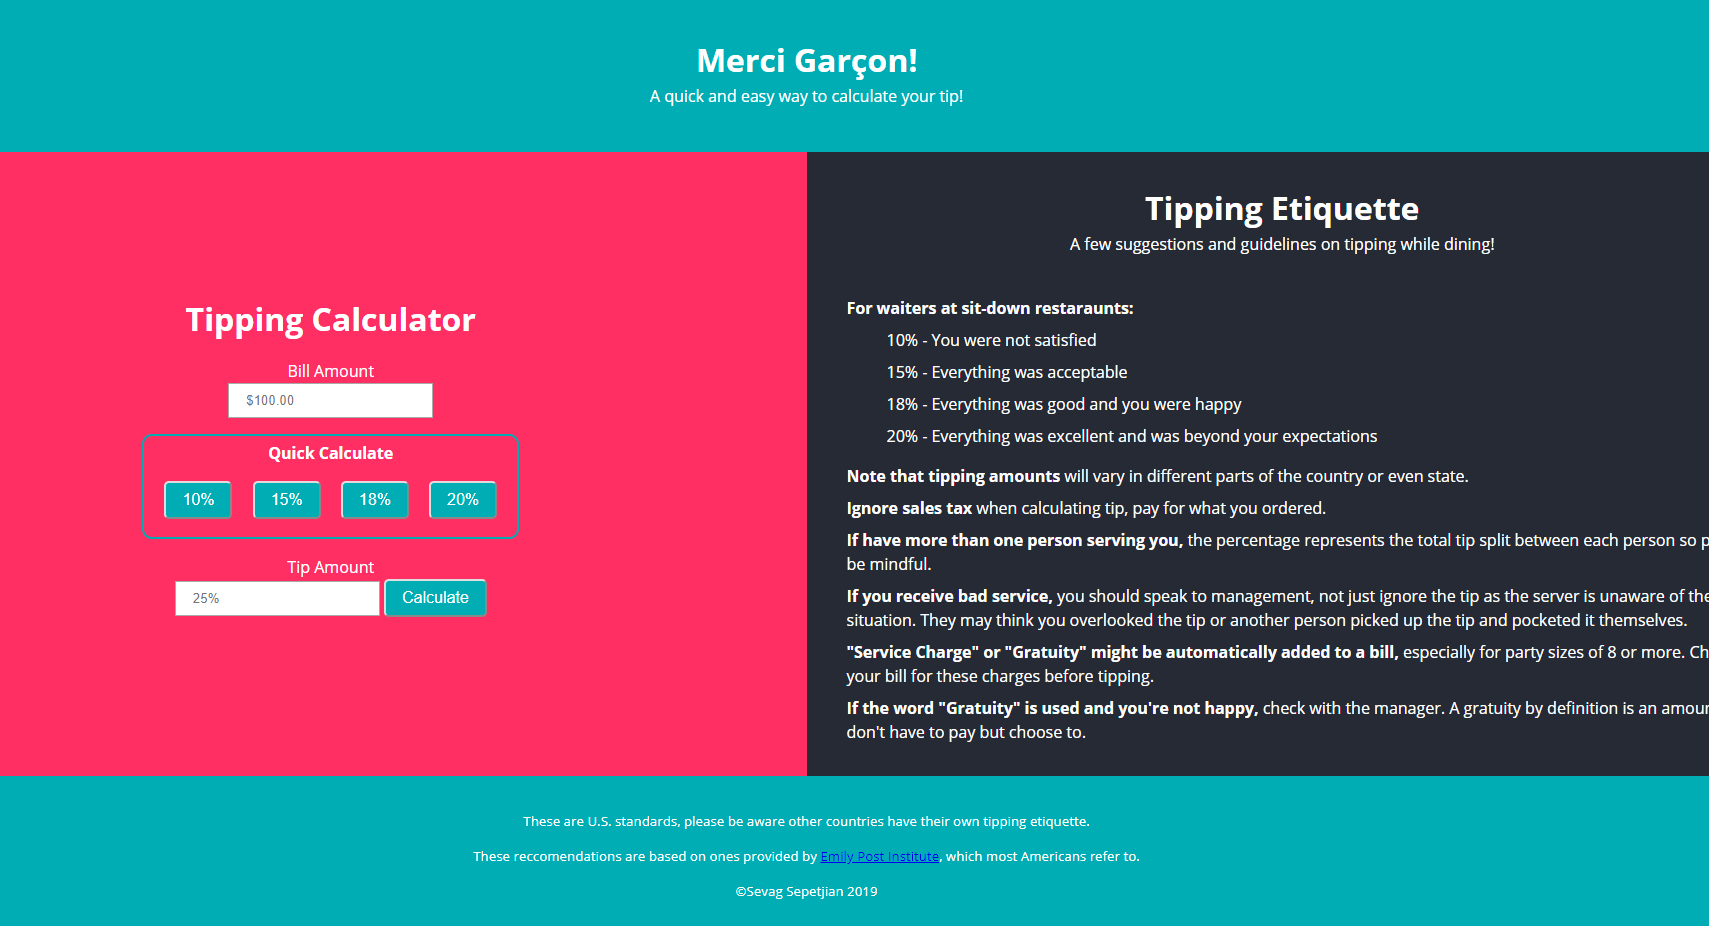 Merci Garçon!
A quick and easy way to calculate your tip!
Tipping Calculator
Bill Amount
$100.00
Quick Calculate
10% 15% 18% 20%
Tip Amount
25% Calculate
Tipping Etiquette
A few suggestions and guidelines on tipping while dining!
For waiters at sit-down restaraunts:
10% - You were not satisfied
15% - Everything was acceptable
18% - Everything was good and you were happy
20% - Everything was excellent and was beyond your expectations
Note that tipping amounts will vary in different parts of the country or even state.
Ignore sales tax when calculating tip, pay for what you ordered.
If have more than one person serving you, the percentage represents the total tip split between each person so
be mindful.
If you receive bad service, you should speak to management, not just ignore the tip as the server is unaware of the
situation. They may think you overlooked the tip or another person picked up the tip and pocketed it themselves.
"Service Charge" or "Gratuity" might be automatically added to a bill, especially for party sizes of 8 or more.
your bill for these charges before tipping.
If the word "Gratuity" is used and you're not happy, check with the manager. A gratuity by definition is an
don't have to pay but choose to.
These are U.S. standards, please be aware other countries have their own tipping etiquette.
These reccomendations are based on ones provided by Emily Post Institute, which most Americans refer to.
©Sevag Sepetjian 2019